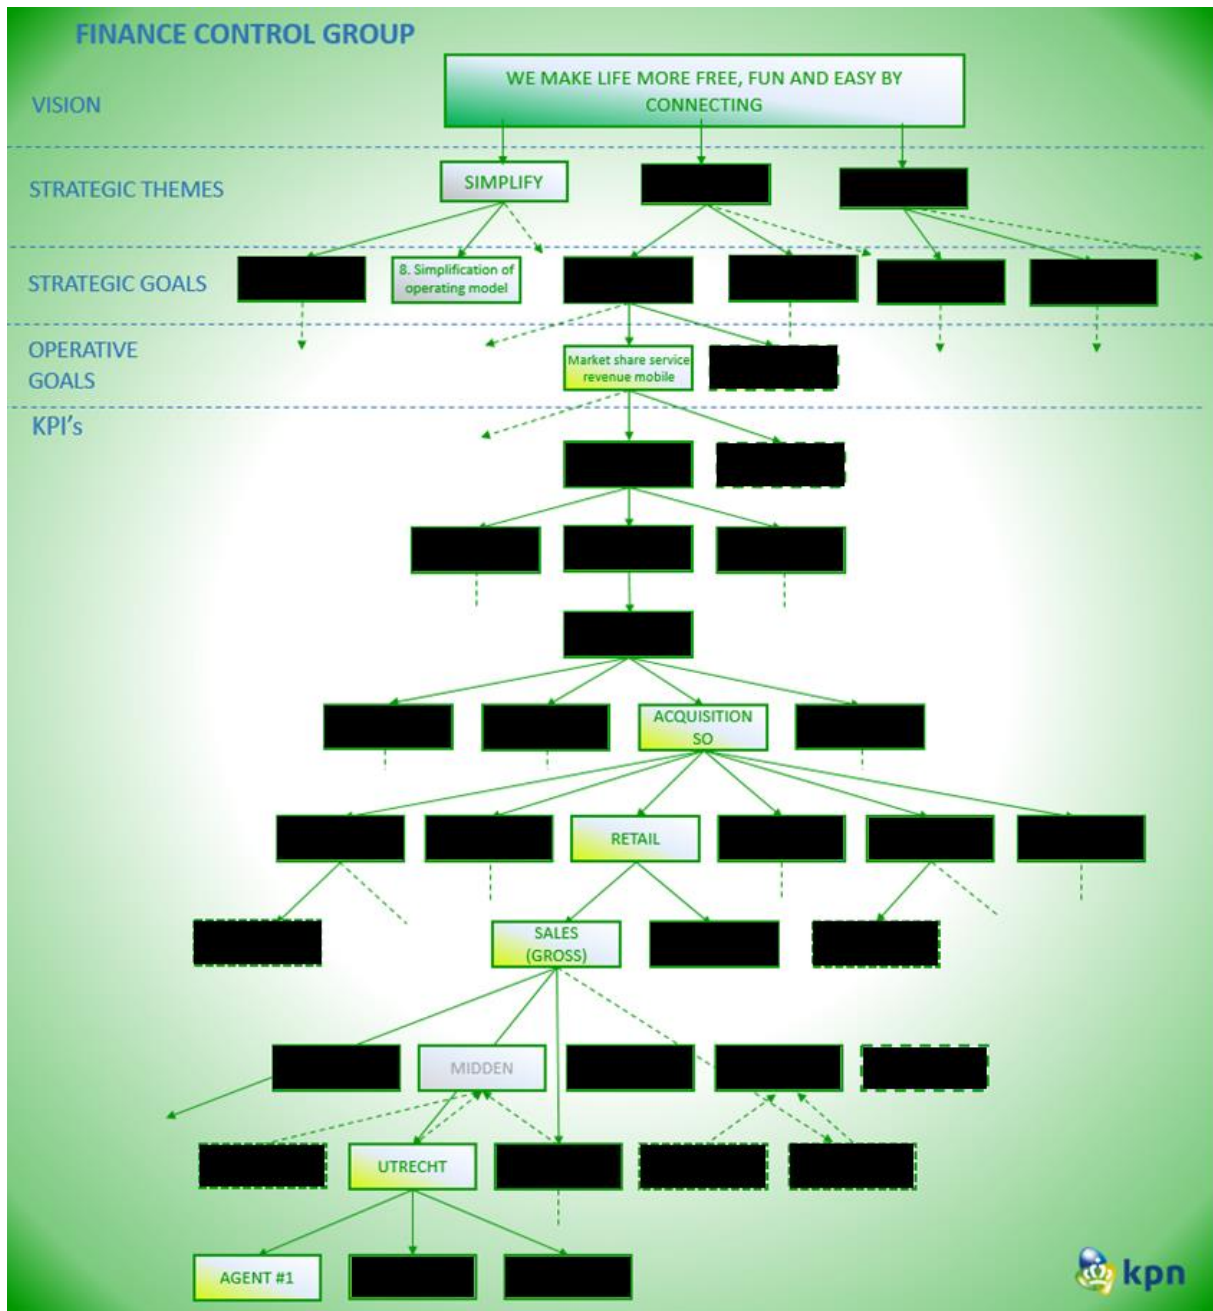 FINANCE CONTROL GROUP
WE MAKE LIFE MORE FREE, FUN AND EASY BY
CONNECTING
VISION
STRATEGIC THEMES
SIMPLIFY
STRATEGIC GOALS
8. Simplification of
operating model
OPERATIVE
GOALS
Market share service
revenue mobile
KPI's
ACQUISITION
SO
RETAIL
SALES
(GROSS)
MIDDEN
UTRECHT
AGENT #1
kpn